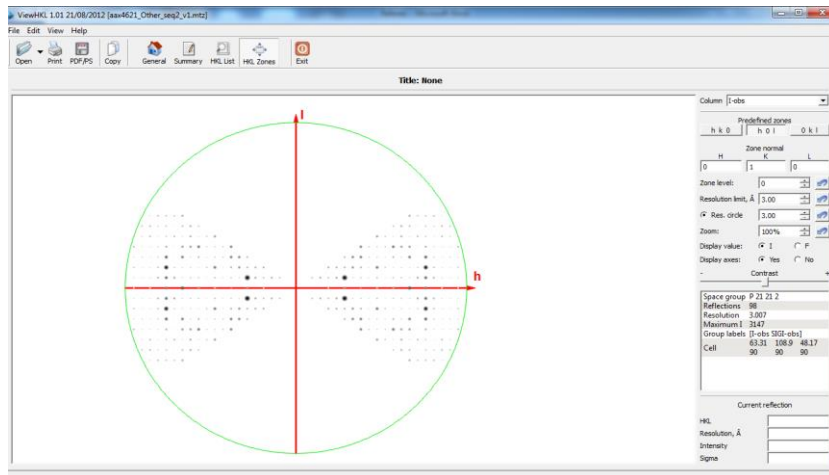 ViewHKL 1.01 21/08/2012 [aax4621_Other_seq2_v1.mtz]
File Edit View Help
Open Print PDF/PS Copy General Summary HKL List HKL Zones Exit
Title: None
l
h
Column I-obs
Predefined zones
h k 0 h 0 l 0 k l
Zone normal
H K L
0 1 0
Zone level: 0
Resolution limit, Å 3.00
Res. circle 3.00
Zoom: 100%
Display value: I F
Display axes: Yes No
- Contrast +
Space group P 21 21 2
Reflections 98
Resolution 3.007
Maximum I 3147
Group labels [I-obs SIGI-obs]
Cell 63.31 108.9 48.17
90 90 90
Current reflection
HKL
Resolution, Å
Intensity
Sigma